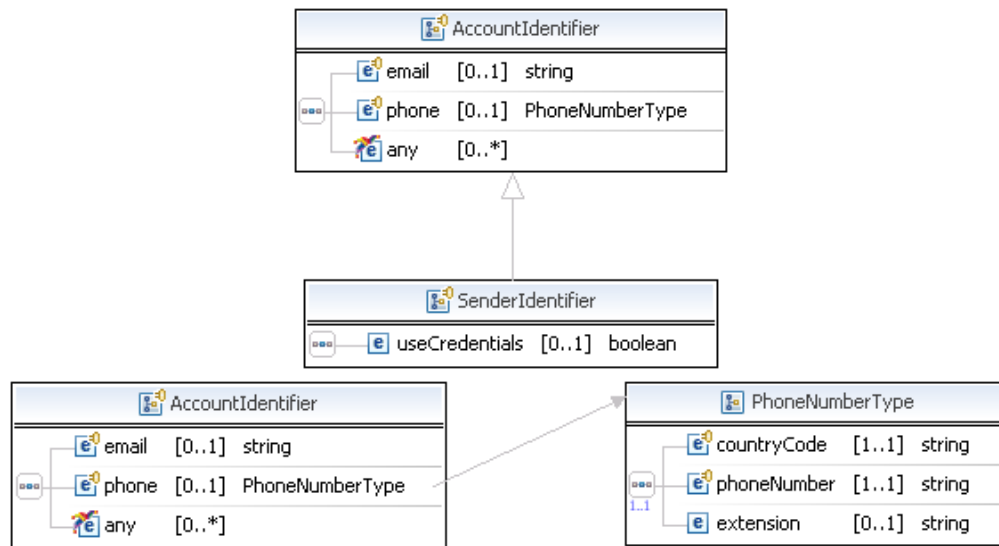 AccountIdentifier
email [0..1] string
phone [0..1] PhoneNumberType
any [0..*]
SenderIdentifier
useCredentials [0..1] boolean
AccountIdentifier
email [0..1] string
phone [0..1] PhoneNumberType
any [0..*]
PhoneNumberType
countryCode [1..1] string
phoneNumber [1..1] string
1..1
extension [0..1] string